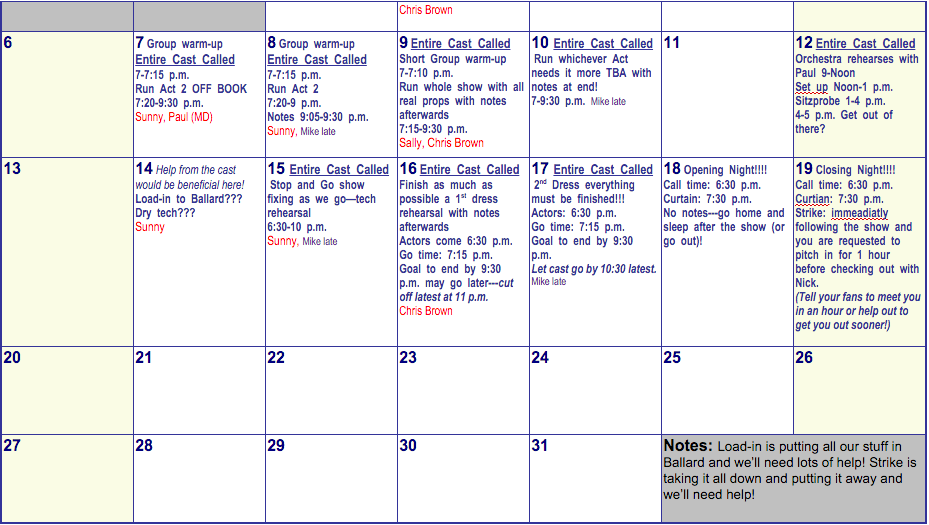 Chris Brown
6
7 Group warm-up
Entire Cast Called
7-7:15 p.m.
Run Act 2 OFF BOOK
7:20-9:30 p.m.
Sunny, Paul (MD)
8 Group warm-up
Entire Cast Called
7-7:15 p.m.
Run Act 2
7:20-9 p.m.
Notes 9:05-9:30 p.m.
Sunny, Mike late
9 Entire Cast Called
Short Group warm-up
7-7:10 p.m.
Run whole show with all
real props with notes
afterwards
7:15-9:30 p.m.
Sally, Chris Brown
10 Entire Cast Called
Run whichever Act
needs it more TBA with
notes at end!
7-9:30 p.m. Mike late
11
12 Entire Cast Called
Orchestra rehearses with
Paul 9-Noon
Set up Noon-1 p.m.
Sitzprobe 1-4 p.m.
4-5 p.m. Get out of
there?
13
14 Help from the cast
would be beneficial here!
Load-in to Ballard???
Dry tech???
Sunny
15 Entire Cast Called
Stop and Go show
fixing as we go—tech
rehearsal
6:30-10 p.m.
Sunny, Mike late
16 Entire Cast Called
Finish as much as
possible a 1st dress
rehearsal with notes
afterwards
Actors come 6:30 p.m.
Go time: 7:15 p.m.
Goal to end by 9:30
p.m. may go later---cut
off latest at 11 p.m.
Chris Brown
17 Entire Cast Called
2nd Dress everything
must be finished!!!
Actors: 6:30 p.m.
Go time: 7:15 p.m.
Goal to end by 9:30
p.m.
Let cast go by 10:30 latest.
Mike late
18 Opening Night!!!!
Call time: 6:30 p.m.
Curtain: 7:30 p.m.
No notes---go home and
sleep after the show (or
go out)!
19 Closing Night!!!!
Call time: 6:30 p.m.
Curtian: 7:30 p.m.
Strike: immeadiatly
following the show and
you are requested to
pitch in for 1 hour
before checking out with
Nick.
(Tell your fans to meet you
in an hour or help out to
get you out sooner!)
20
21
22
23
24
25
26
27
28
29
30
31
Notes: Load-in is putting all our stuff in
Ballard and we'll need lots of help! Strike is
taking it all down and putting it away and
we'll need help!